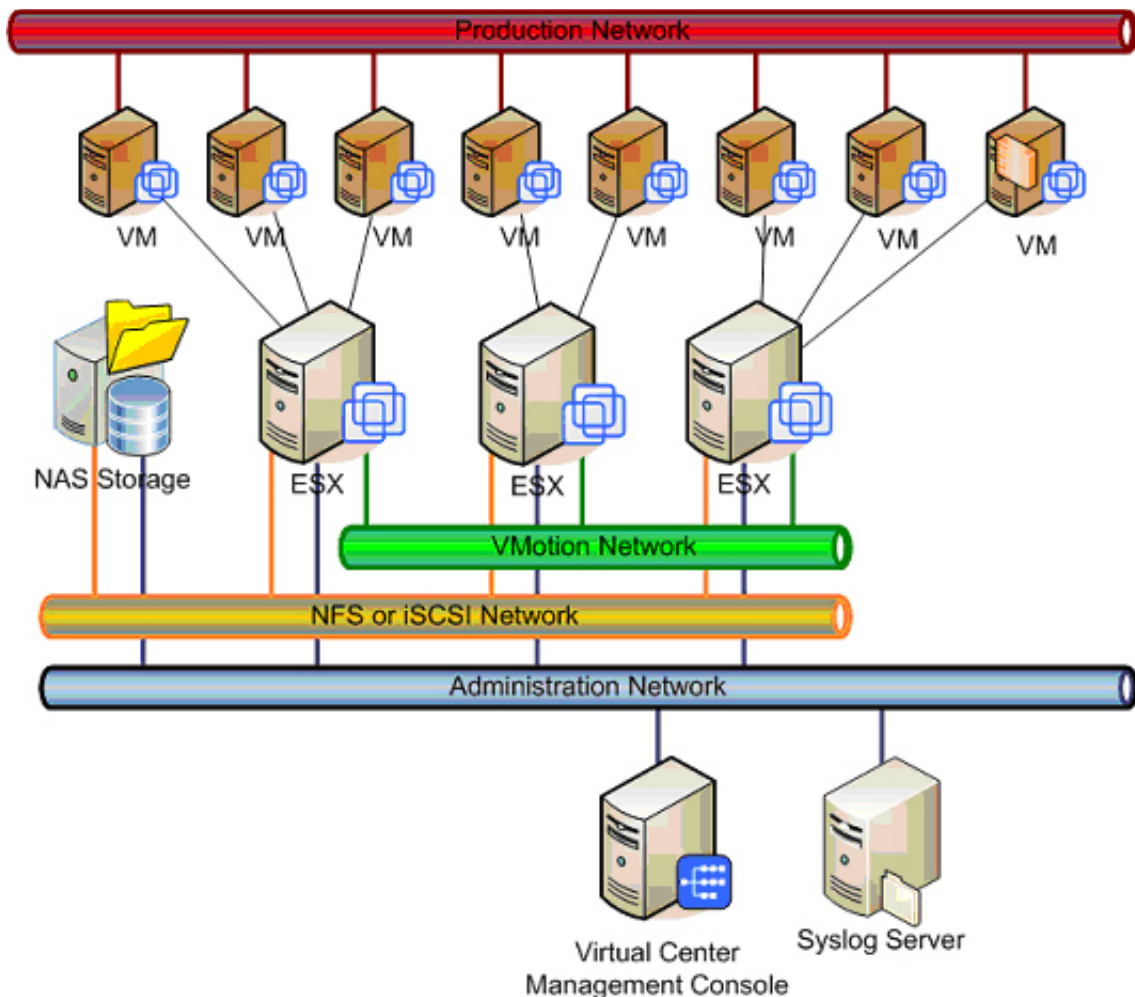 Production Network
VM
VM
VM
VM
VM
VM
VM
VM
NAS Storage
ESX
ESX
ESX
VMotion Network
NFS or iSCSI Network
Administration Network
Virtual Center
Management Console
Syslog Server